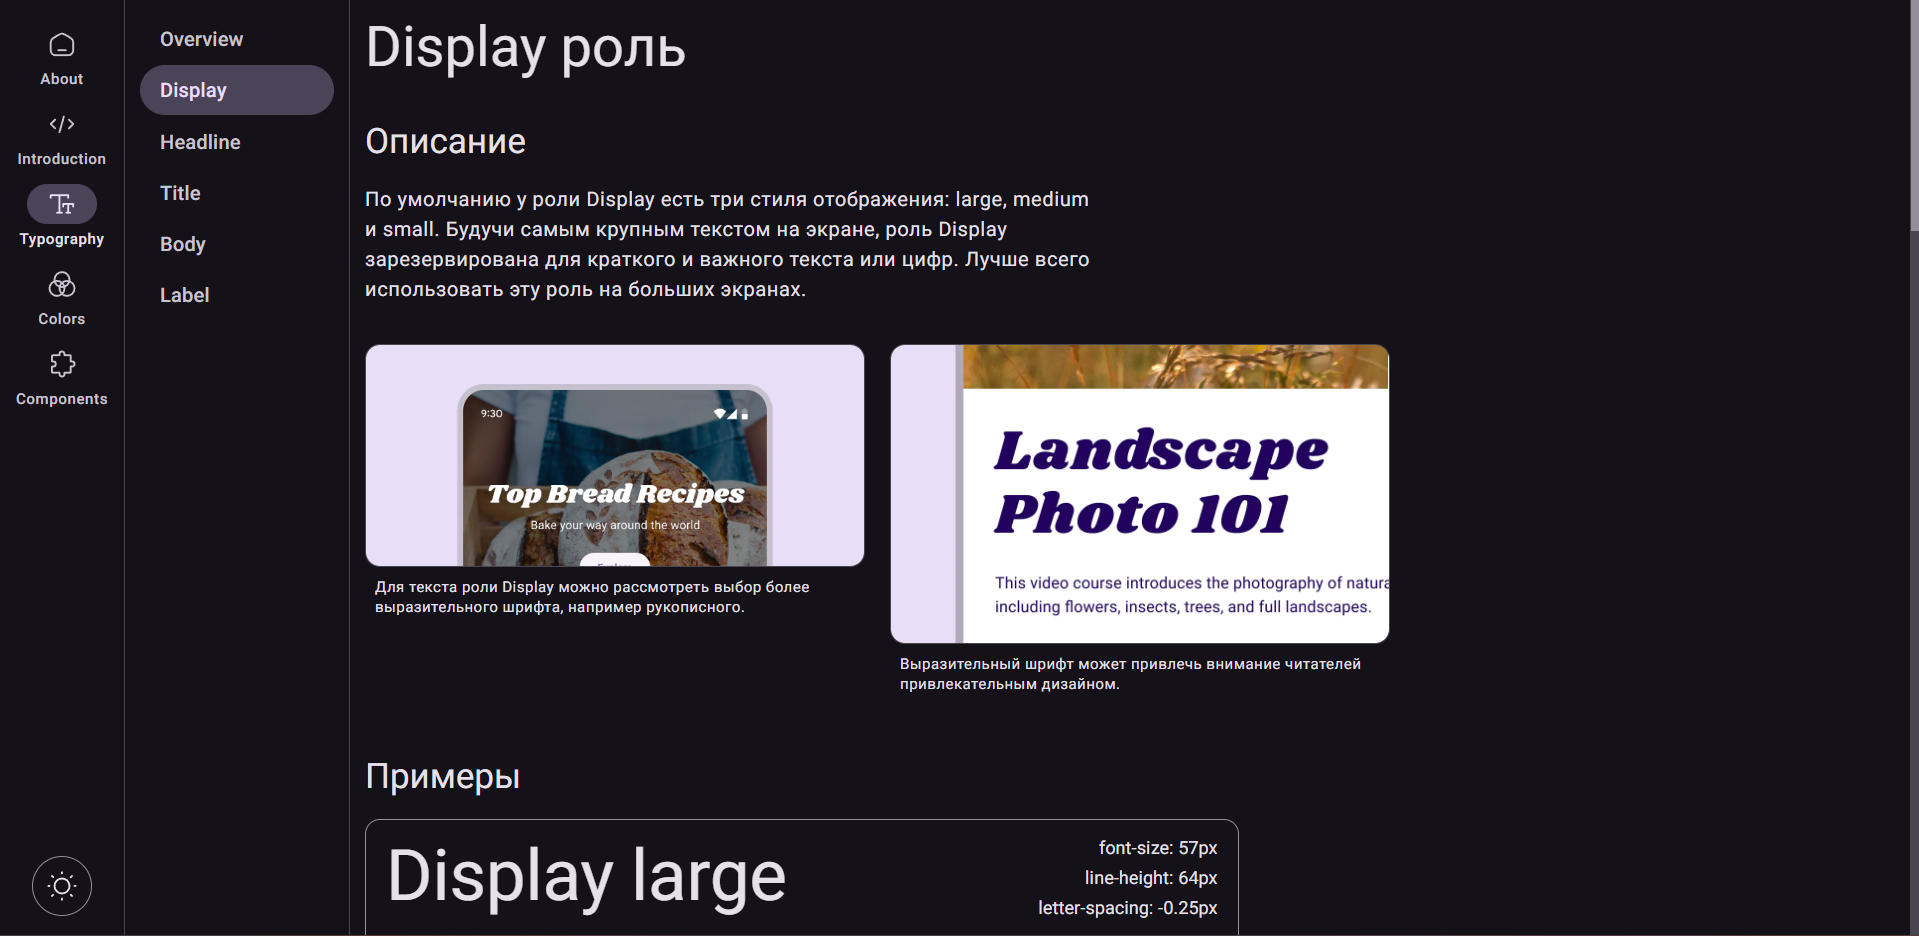 About
Introduction
Typography
Colors
Components
Overview
Display
Headline
Title
Body
Label
Display роль
Описание
По умолчанию у роли Display есть три стиля отображения: large, medium
и small. Будучи самым крупным текстом на экране, роль Display
зарезервирована для краткого и важного текста или цифр. Лучше всего
использовать эту роль на больших экранах.
9:30
Top Bread Recipes
Bake your way around the world
Для текста роли Display можно рассмотреть выбор более
выразительного шрифта, например рукописного.
Landscape
Photo 101
This video course introduces the photography of natura
including flowers, insects, trees, and full landscapes.
Выразительный шрифт может привлечь внимание читателей
привлекательным дизайном.
Примеры
Display large
font-size: 57px
line-height: 64px
letter-spacing: -0.25px